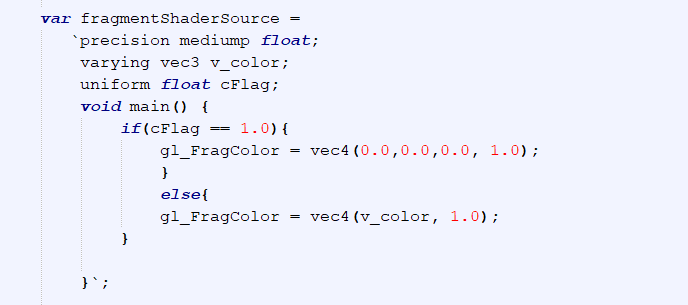 var fragmentShaderSource =
`precision mediump float;
varying vec3 v_color;
uniform float cFlag;
void main() {
if(cFlag == 1.0){
gl_FragColor = vec4(0.0,0.0,0.0, 1.0);
}
else{
gl_FragColor = vec4(v_color, 1.0);
}
}`;